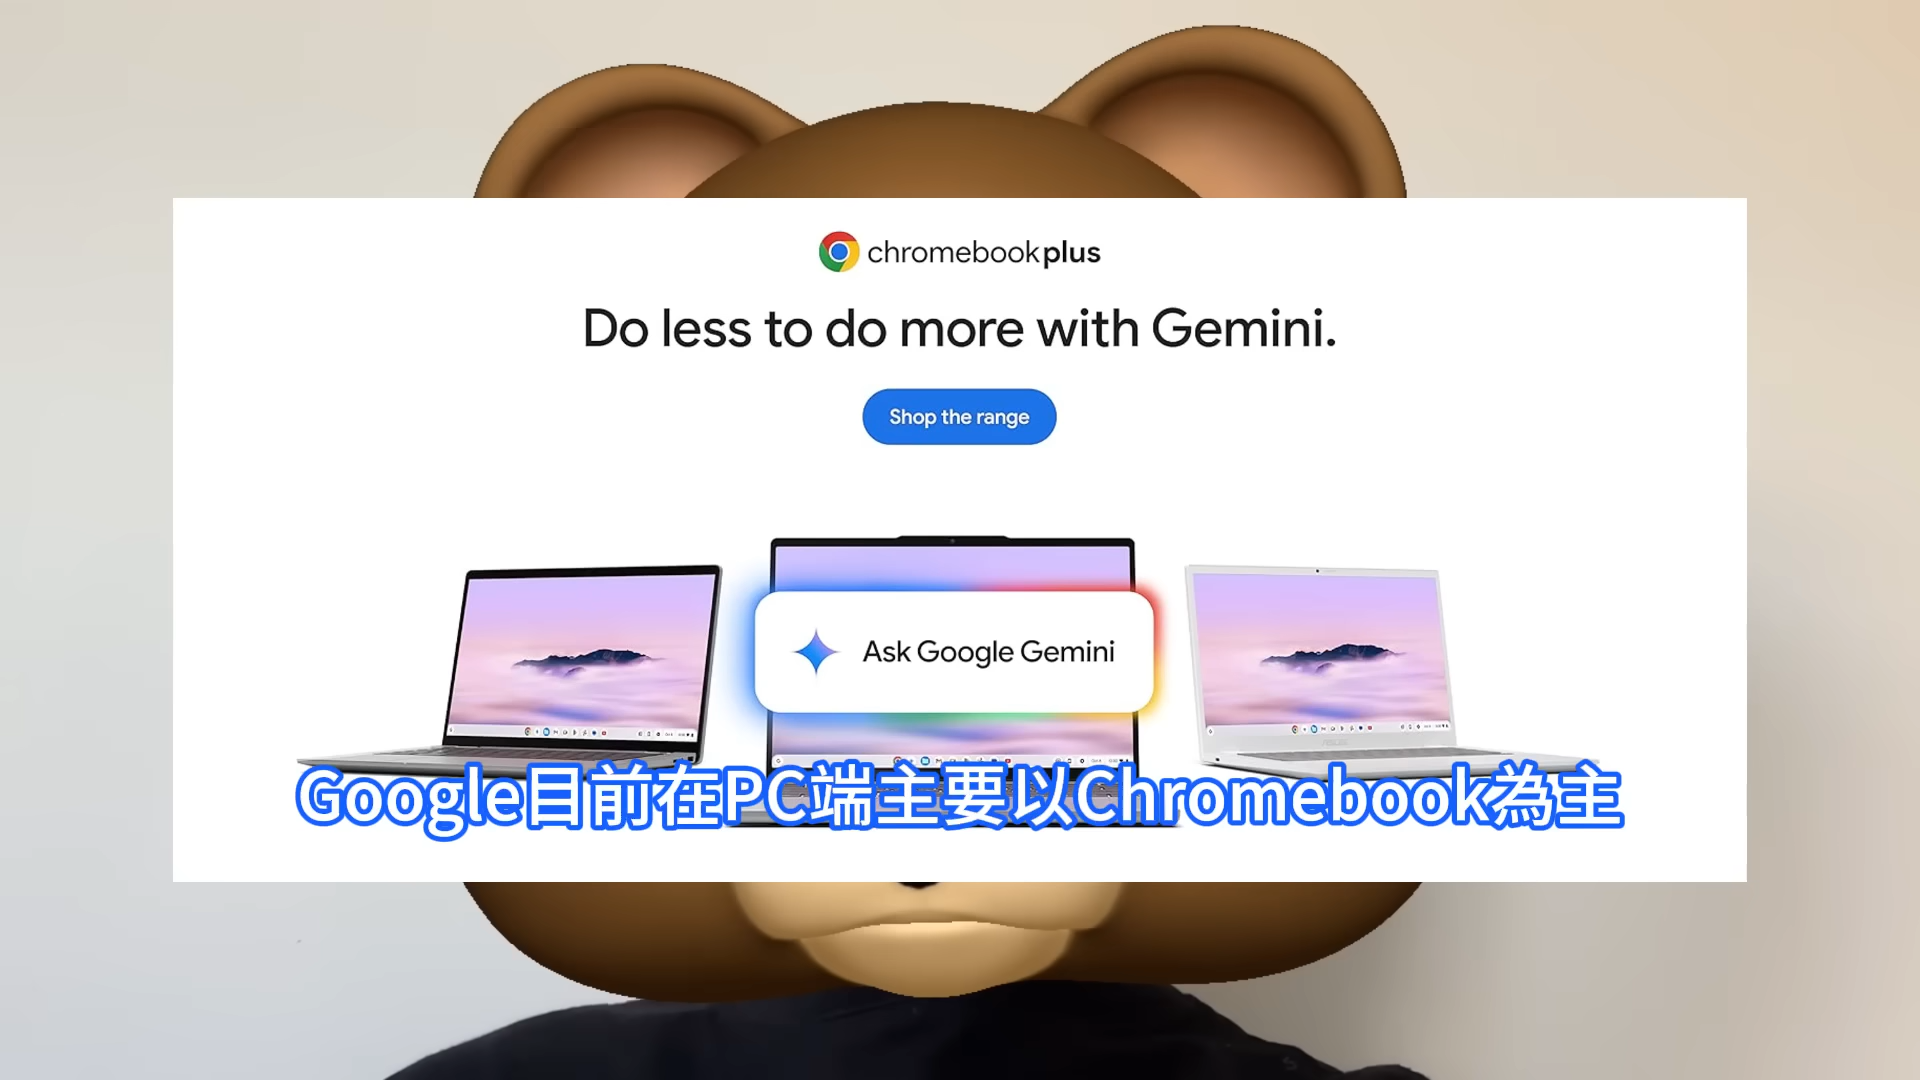 chromebook plus
Do less to do more with Gemini.
Shop the range
Ask Google Gemini
Google目前在PC端主要以Chromebook為主